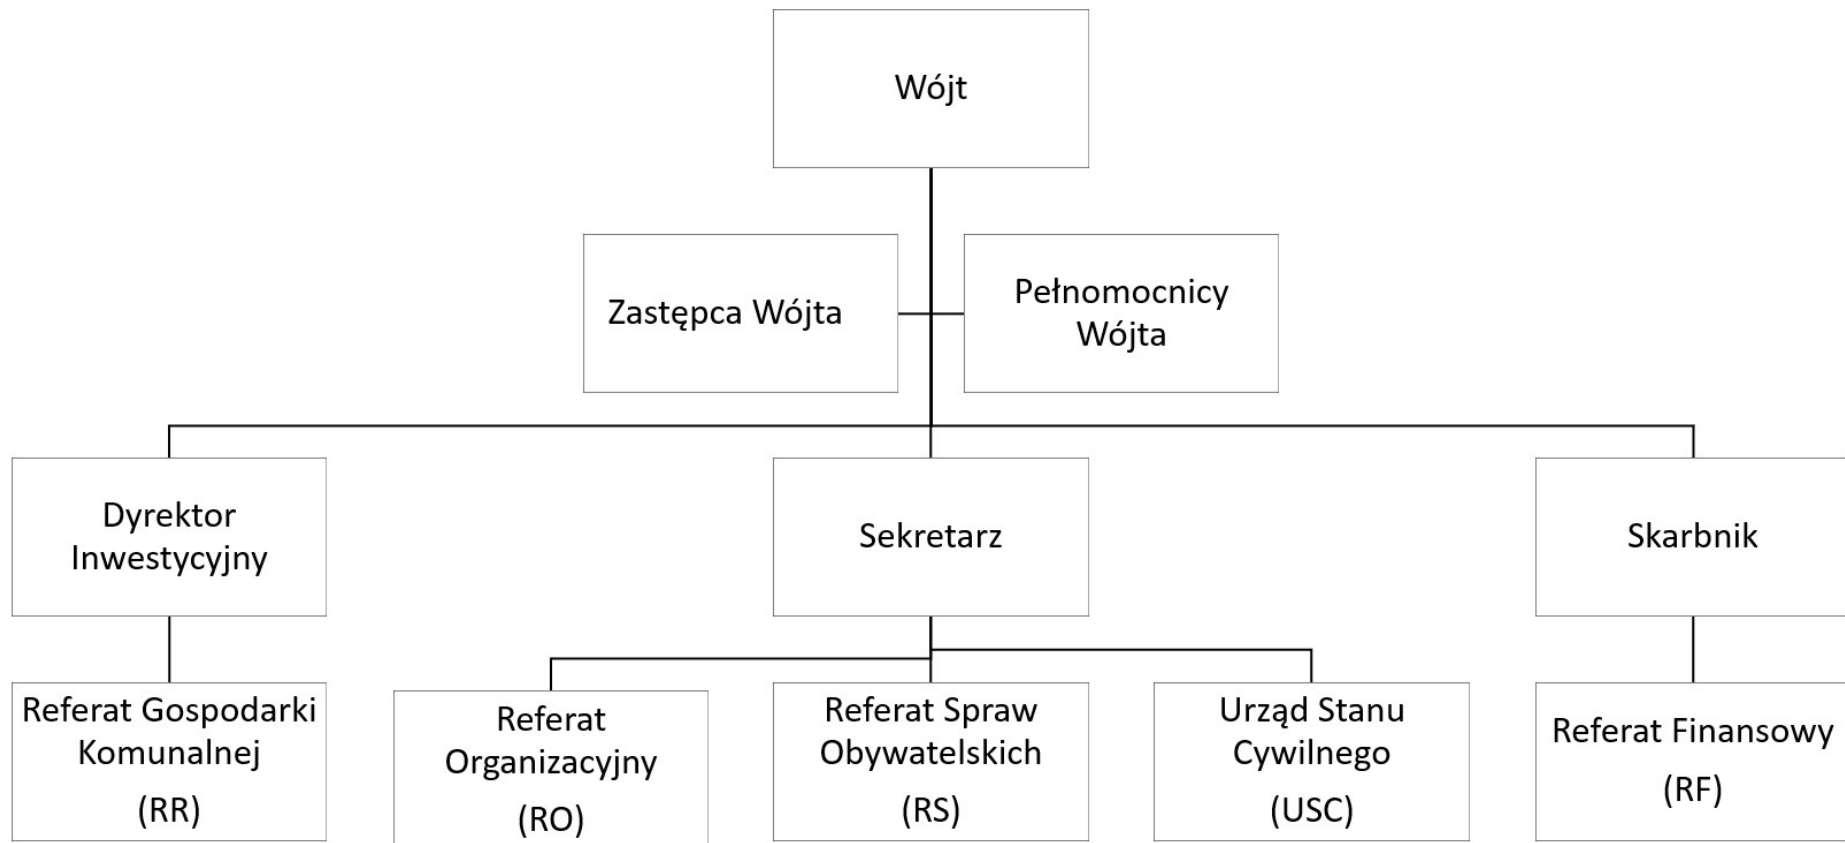 Wójt
Zastępca Wójta
Pełnomocnicy
Wójta
Dyrektor
Inwestycyjny
Sekretarz
Skarbnik
Referat Gospodarki
Komunalnej
(RR)
Referat
Organizacyjny
(RO)
Referat Spraw
Obywatelskich
(RS)
Urząd Stanu
Cywilnego
(USC)
Referat Finansowy
(RF)